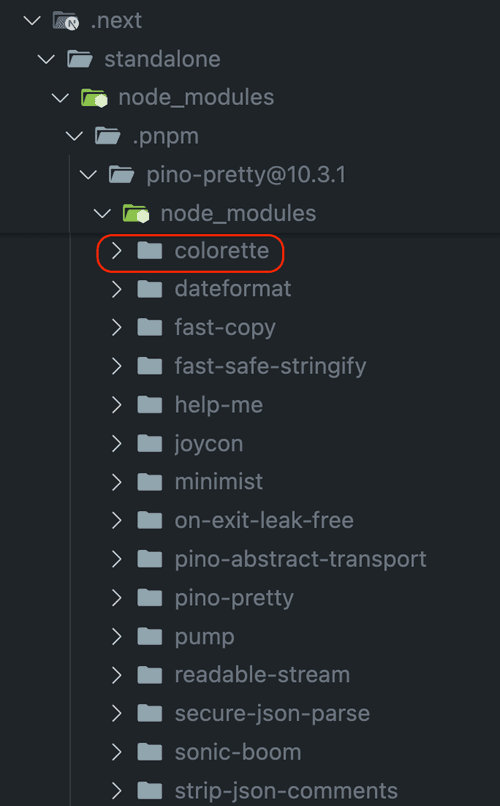 .next
standalone
node_modules
.pnpm
pino-pretty@10.3.1
node_modules
colorette
dateformat
fast-copy
fast-safe-stringify
help-me
joycon
minimist
on-exit-leak-free
pino-abstract-transport
pino-pretty
pump
readable-stream
secure-json-parse
sonic-boom
strip-json-comments